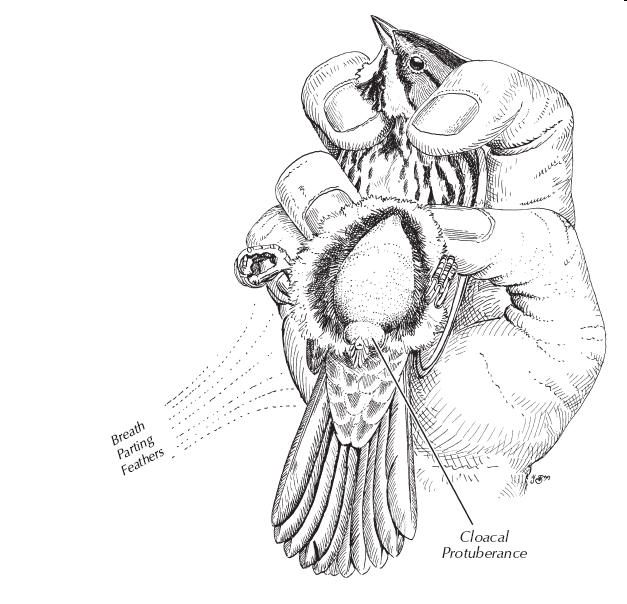 Breath
Parting
Feathers
Cloacal
Protuberance